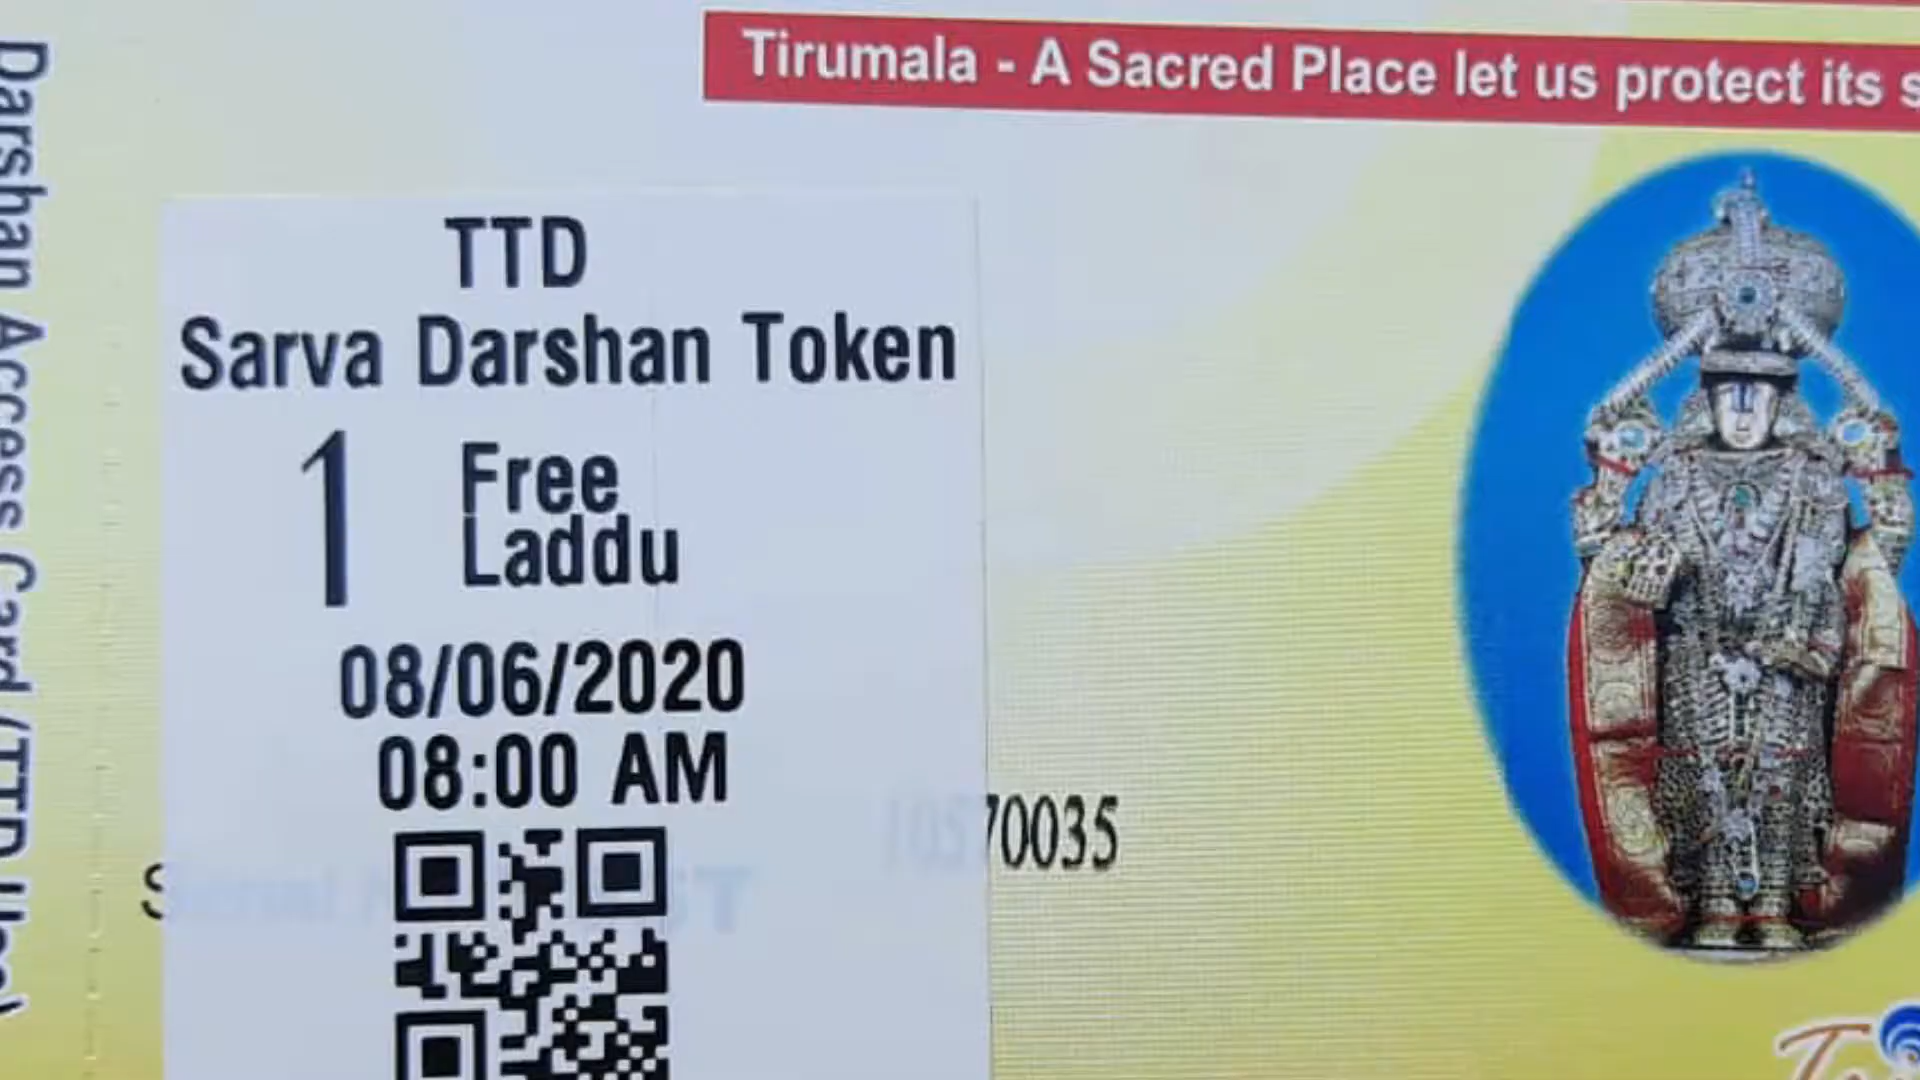 Tirumala - A Sacred Place let us protect its
Darshan Access Card (TTD Use)
TTD
Sarva Darshan Token
1 Free
Laddu
08/06/2020
08:00 AM
10570035